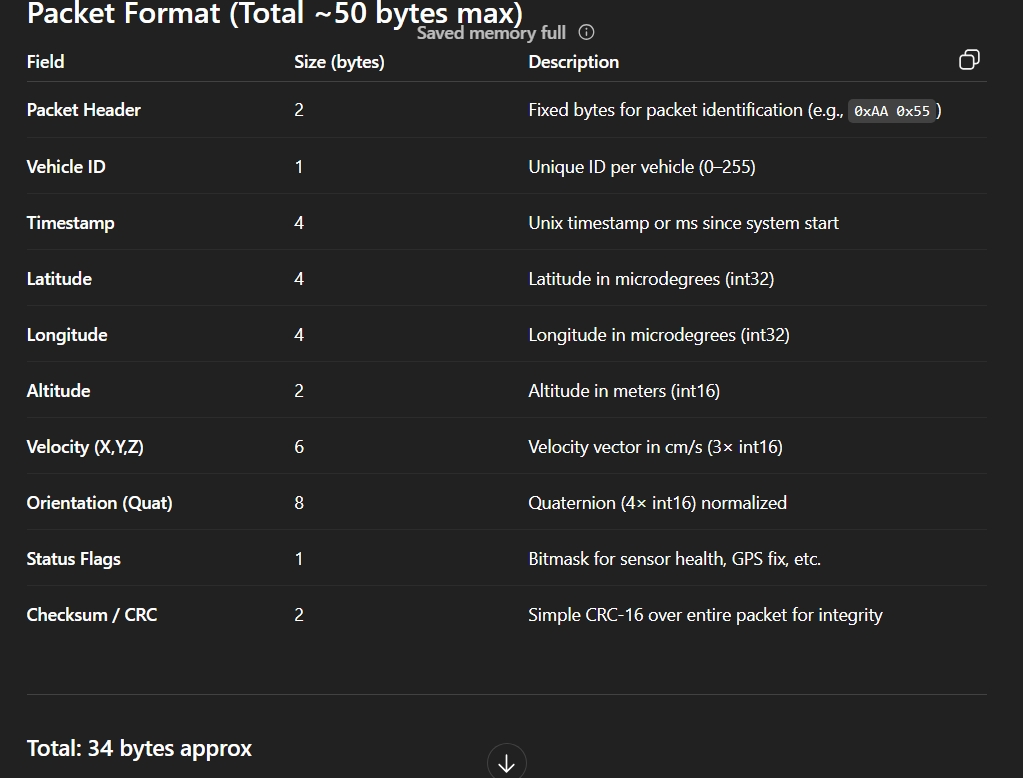 Packet Format (Total ~50 bytes max)
Saved memory full
Field Size (bytes) Description
Packet Header 2 Fixed bytes for packet identification (e.g., 0xAA 0x55)
Vehicle ID 1 Unique ID per vehicle (0–255)
Timestamp 4 Unix timestamp or ms since system start
Latitude 4 Latitude in microdegrees (int32)
Longitude 4 Longitude in microdegrees (int32)
Altitude 2 Altitude in meters (int16)
Velocity (X,Y,Z) 6 Velocity vector in cm/s (3× int16)
Orientation (Quat) 8 Quaternion (4× int16) normalized
Status Flags 1 Bitmask for sensor health, GPS fix, etc.
Checksum / CRC 2 Simple CRC-16 over entire packet for integrity
Total: 34 bytes approx